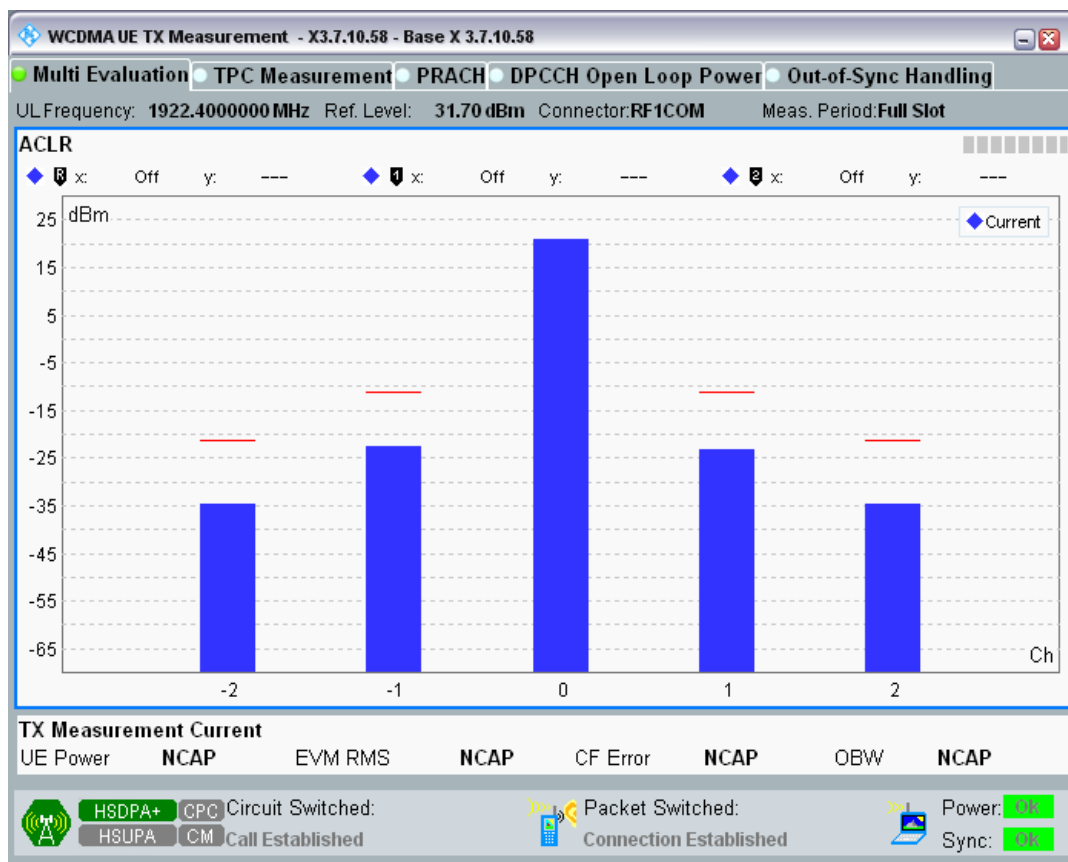 WCDMA UE TX Measurement - X3.7.10.58 - Base X 3.7.10.58
Multi Evaluation TPC Measurement PRACH DPCCH Open Loop Power Out-of-Sync Handling
UL Frequency: 1922.4000000 MHz Ref. Level: 31.70 dBm Connector:RF1COM Meas. Period:Full Slot
ACLR
R x: Off y: --- 1 x: Off y: --- 2 x: Off y: ---
dBm
Current
25
15
5
-5
-15
-25
-35
-45
-55
-65
Ch
-2 -1 0 1 2
TX Measurement Current
UE Power NCAP EVM RMS NCAP CF Error NCAP OBW NCAP
HSDPA+ CPC Circuit Switched: Packet Switched: Power: Ok
HSUPA CM Call Established Connection Established Sync: Ok